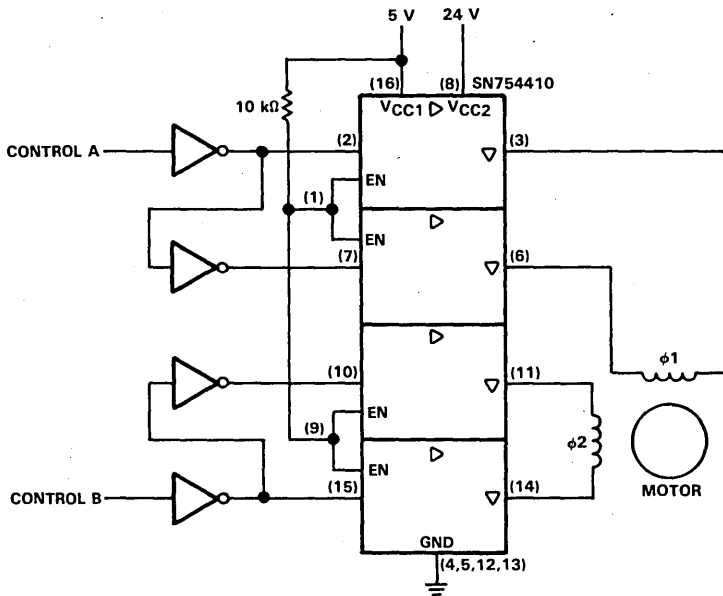 5 V
24 V
(16)
(8)
SN754410
VCC1
VCC2
10 kΩ
CONTROL A
(2)
(3)
EN
(1)
EN
(7)
(6)
φ1
(10)
(11)
EN
(9)
φ2
EN
MOTOR
CONTROL B
(15)
(14)
GND
(4,5,12,13)